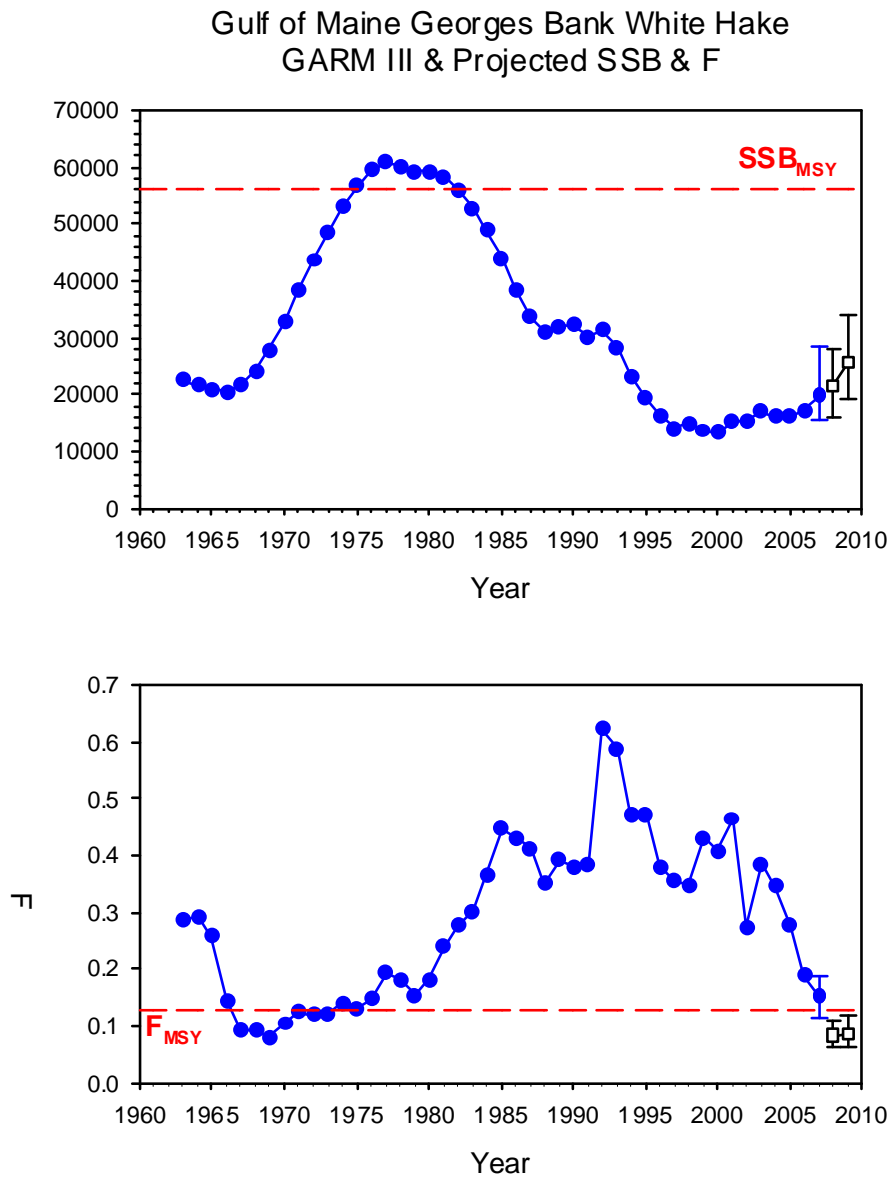 Gulf of Maine Georges Bank White Hake
GARM III & Projected SSB & F
70000
60000
50000
40000
30000
20000
10000
0
SSB_MSY
1960 1965 1970 1975 1980 1985 1990 1995 2000 2005 2010
Year
0.7
0.6
0.5
0.4
0.3
0.2
0.1
0.0
F
F_MSY
1960 1965 1970 1975 1980 1985 1990 1995 2000 2005 2010
Year